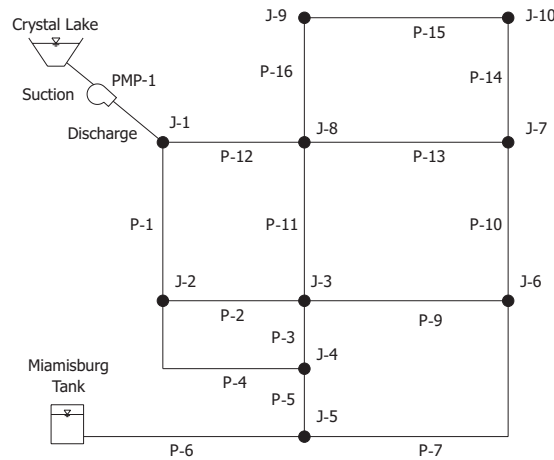 Crystal Lake
J-9
J-10
P-15
PMP-1
P-16
P-14
Suction
Discharge
J-1
J-8
J-7
P-12
P-13
P-1
P-11
P-10
J-2
J-3
J-6
P-2
P-9
P-3
Miamisburg
Tank
J-4
P-4
P-5
J-5
P-6
P-7